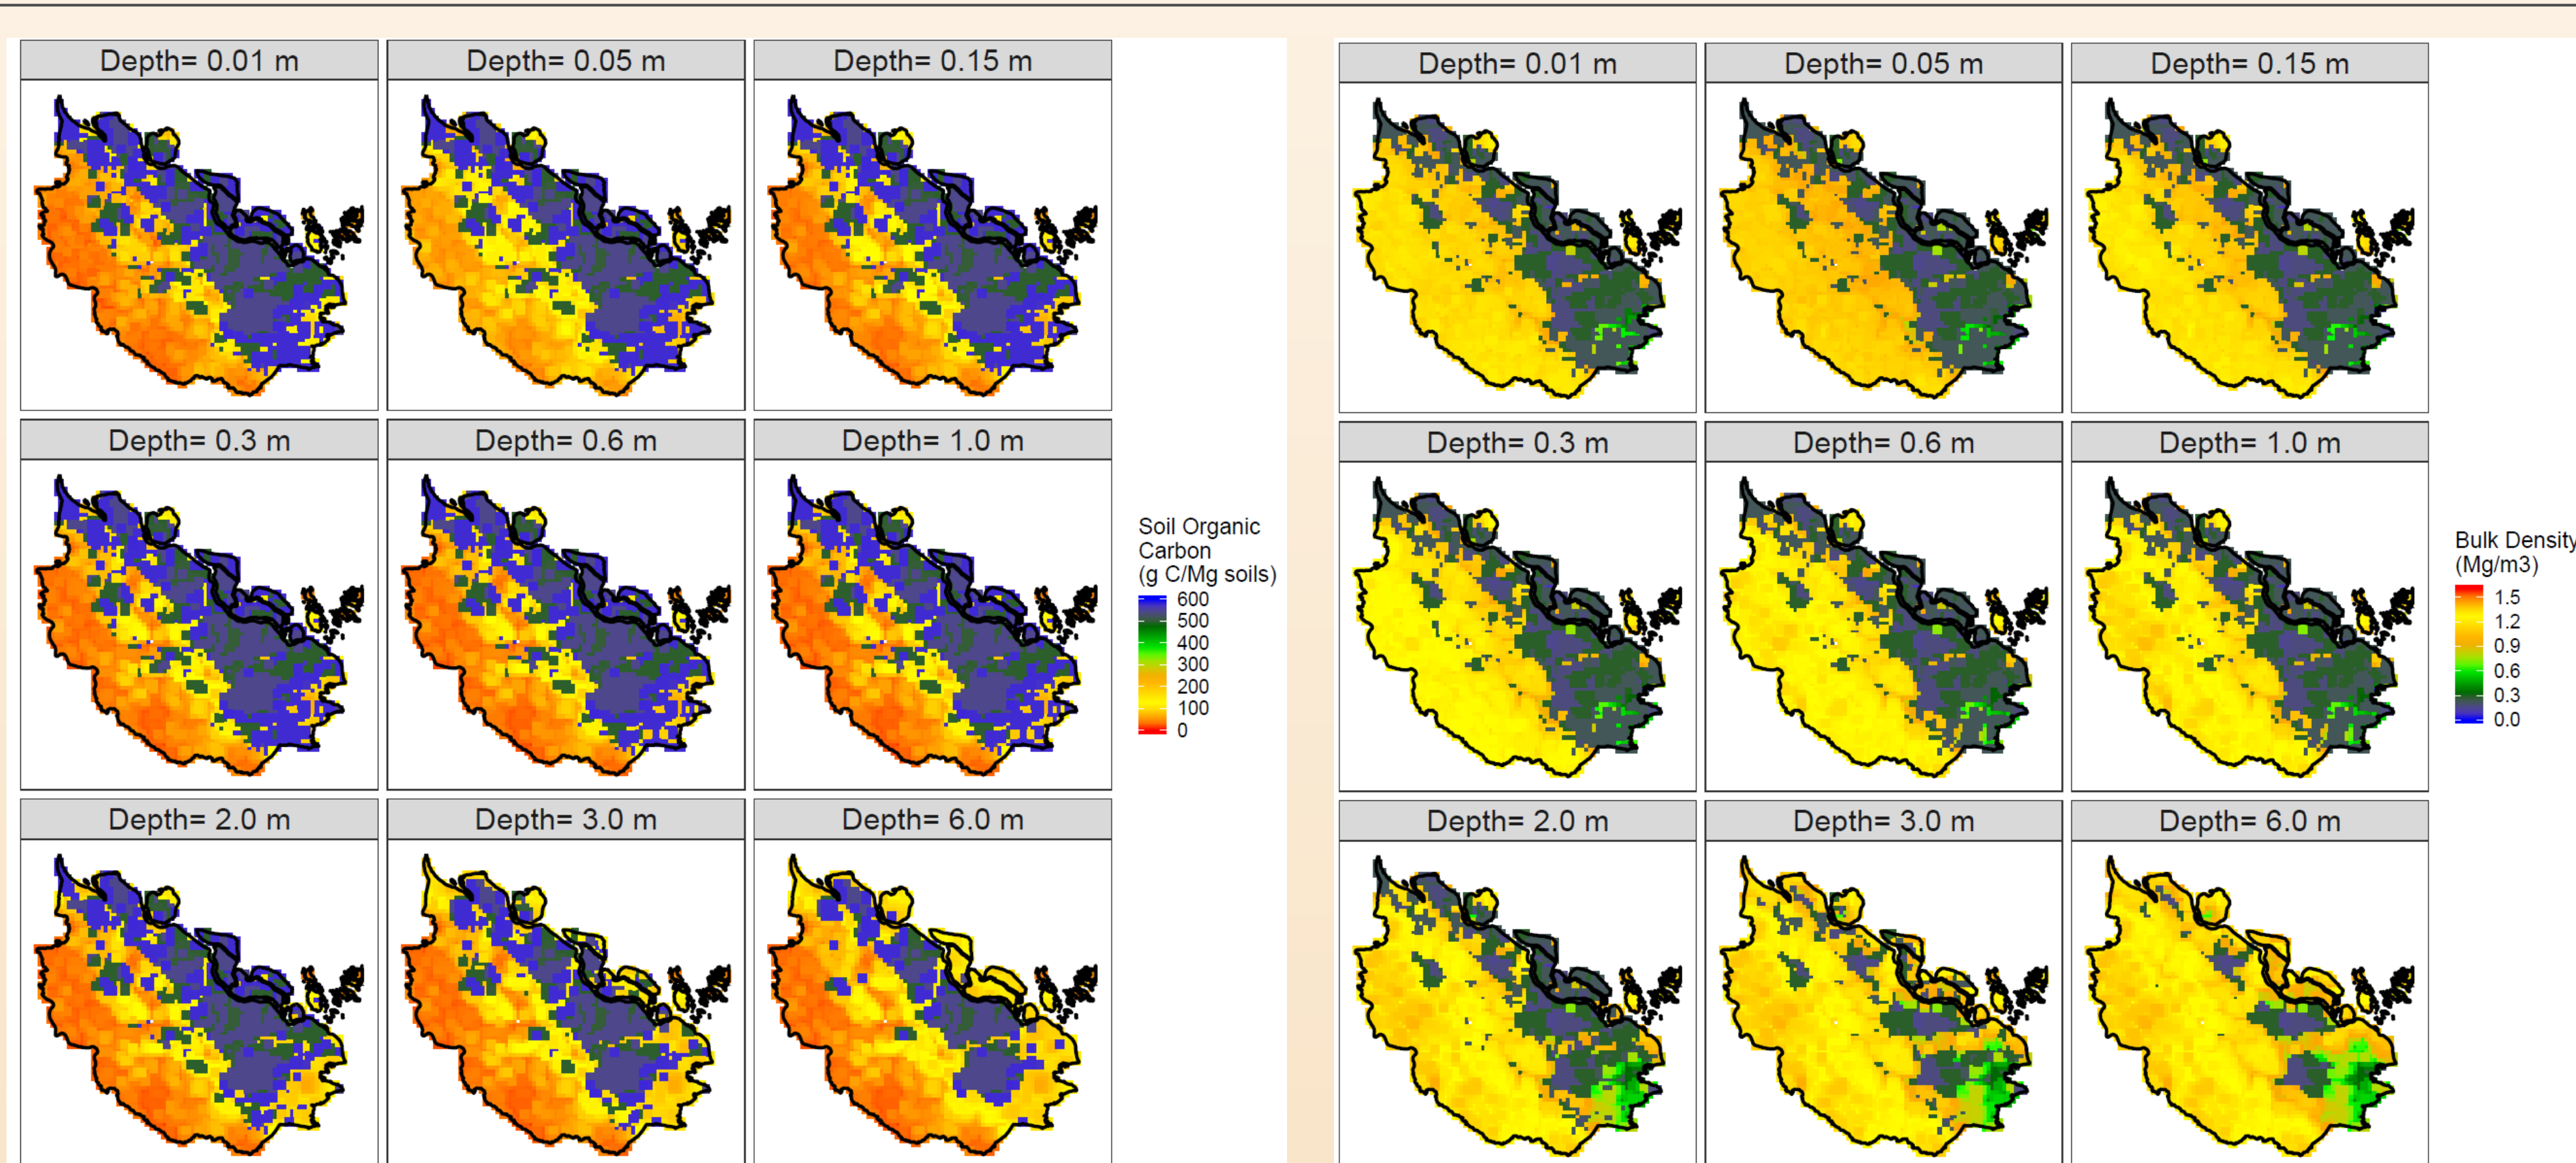 Depth= 0.01 m
Depth= 0.05 m
Depth= 0.15 m
Depth= 0.3 m
Depth= 0.6 m
Depth= 1.0 m
Depth= 2.0 m
Depth= 3.0 m
Depth= 6.0 m
Soil Organic
Carbon
(g C/Mg soils)
600
500
400
300
200
100
0
Depth= 0.01 m
Depth= 0.05 m
Depth= 0.15 m
Depth= 0.3 m
Depth= 0.6 m
Depth= 1.0 m
Depth= 2.0 m
Depth= 3.0 m
Depth= 6.0 m
Bulk Density
(Mg/m3)
1.5
1.2
0.9
0.6
0.3
0.0